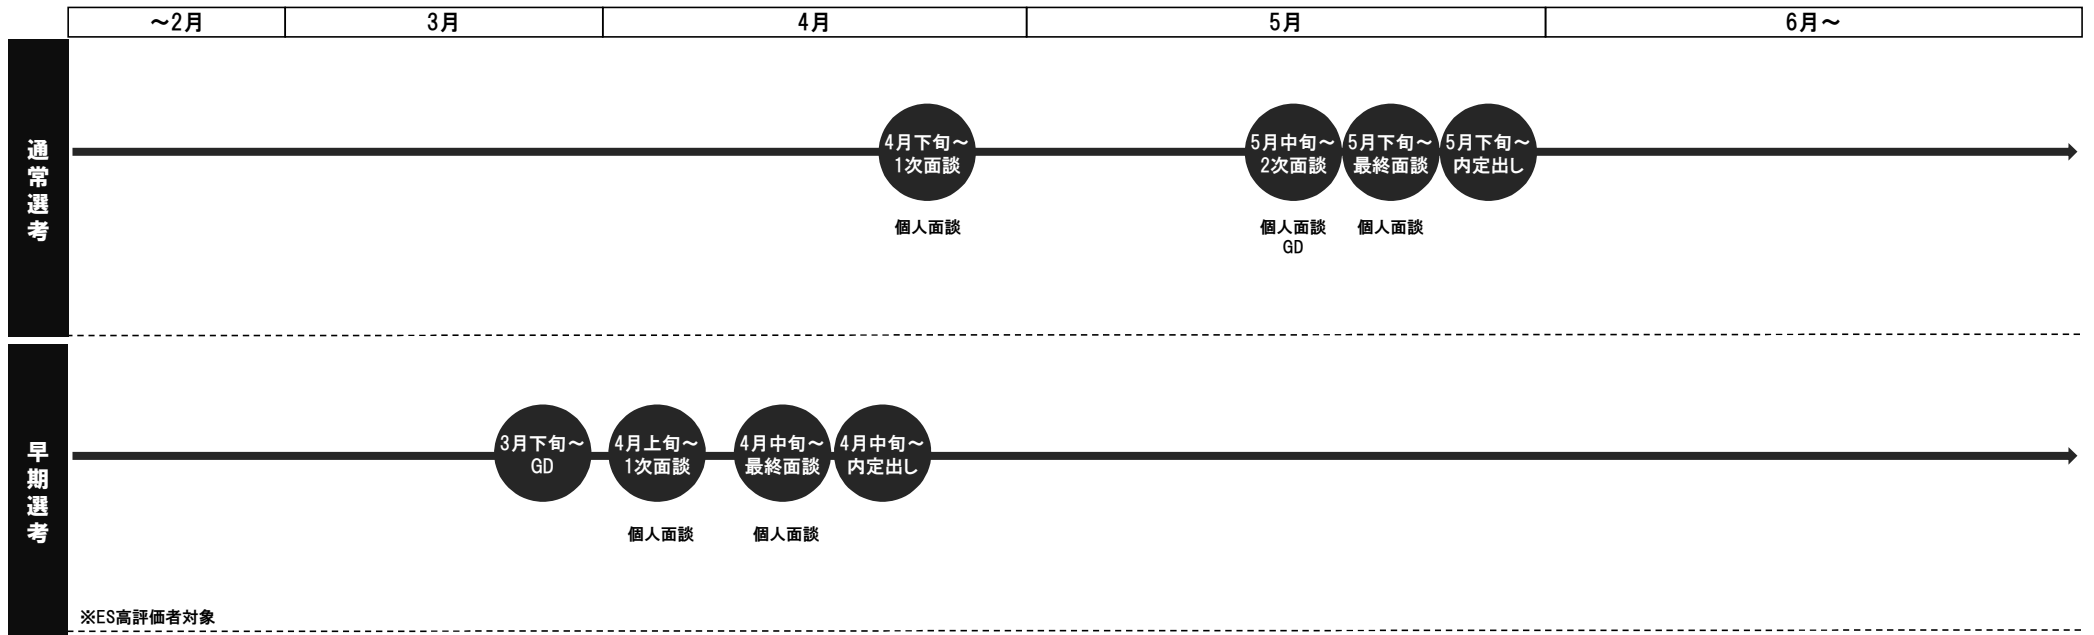 ～2月
3月
4月
5月
6月～
通常選考
4月下旬～
1次面談
個人面談
5月中旬～
2次面談
個人面談
GD
5月下旬～
最終面談
個人面談
5月下旬～
内定出し
早期選考
3月下旬～
GD
4月上旬～
1次面談
個人面談
4月中旬～
最終面談
個人面談
4月中旬～
内定出し
※ES高評価者対象